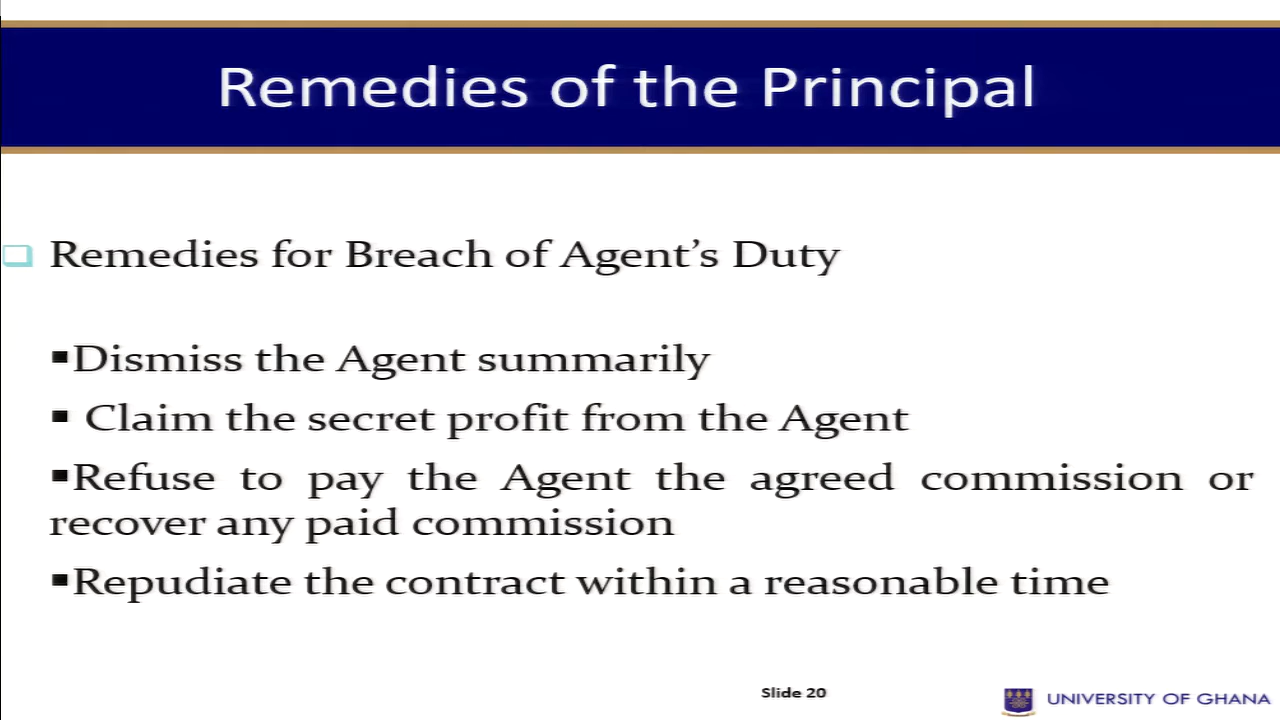 Remedies of the Principal
Remedies for Breach of Agent’s Duty
▪Dismiss the Agent summarily
▪ Claim the secret profit from the Agent
▪Refuse to pay the Agent the agreed commission or
recover any paid commission
▪Repudiate the contract within a reasonable time
Slide 20
UNIVERSITY OF GHANA